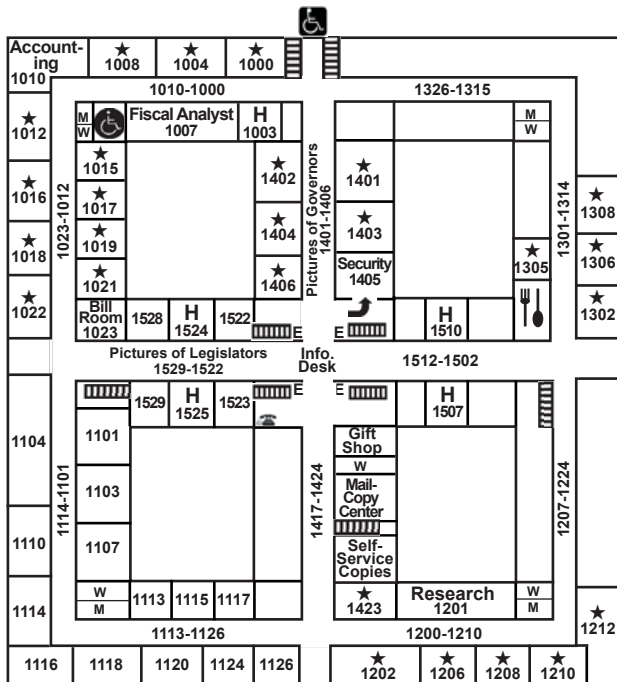 Account-
ing
1010
★
1008
★
1004
★
1000
1010-1000
1326-1315
★
1012
★
1016
★
1018
★
1022
1104
1110
1114
1023-1012
M
W
Fiscal Analyst
1007
H
1003
★
1015
★
1017
★
1019
★
1021
Bill
Room
1023
1528
H
1524
1522
★
1402
★
1404
★
1406
E
Pictures of Governors
1401-1406
★
1401
★
1403
Security
1405
E
H
1510
M
W
★
1305
1301-1314
★
1308
★
1306
★
1302
Pictures of Legislators
1529-1522
Info.
Desk
1512-1502
1114-1101
1529
H
1525
1523
E
1101
1103
1107
W
M
1113
1115
1117
1417-1424
E
H
1507
Gift
Shop
W
Mail-
Copy
Center
Self-
Service
Copies
★
1423
Research
1201
W
M
1207-1224
★
1212
1113-1126
1200-1210
1116
1118
1120
1124
1126
★
1202
★
1206
★
1208
★
1210